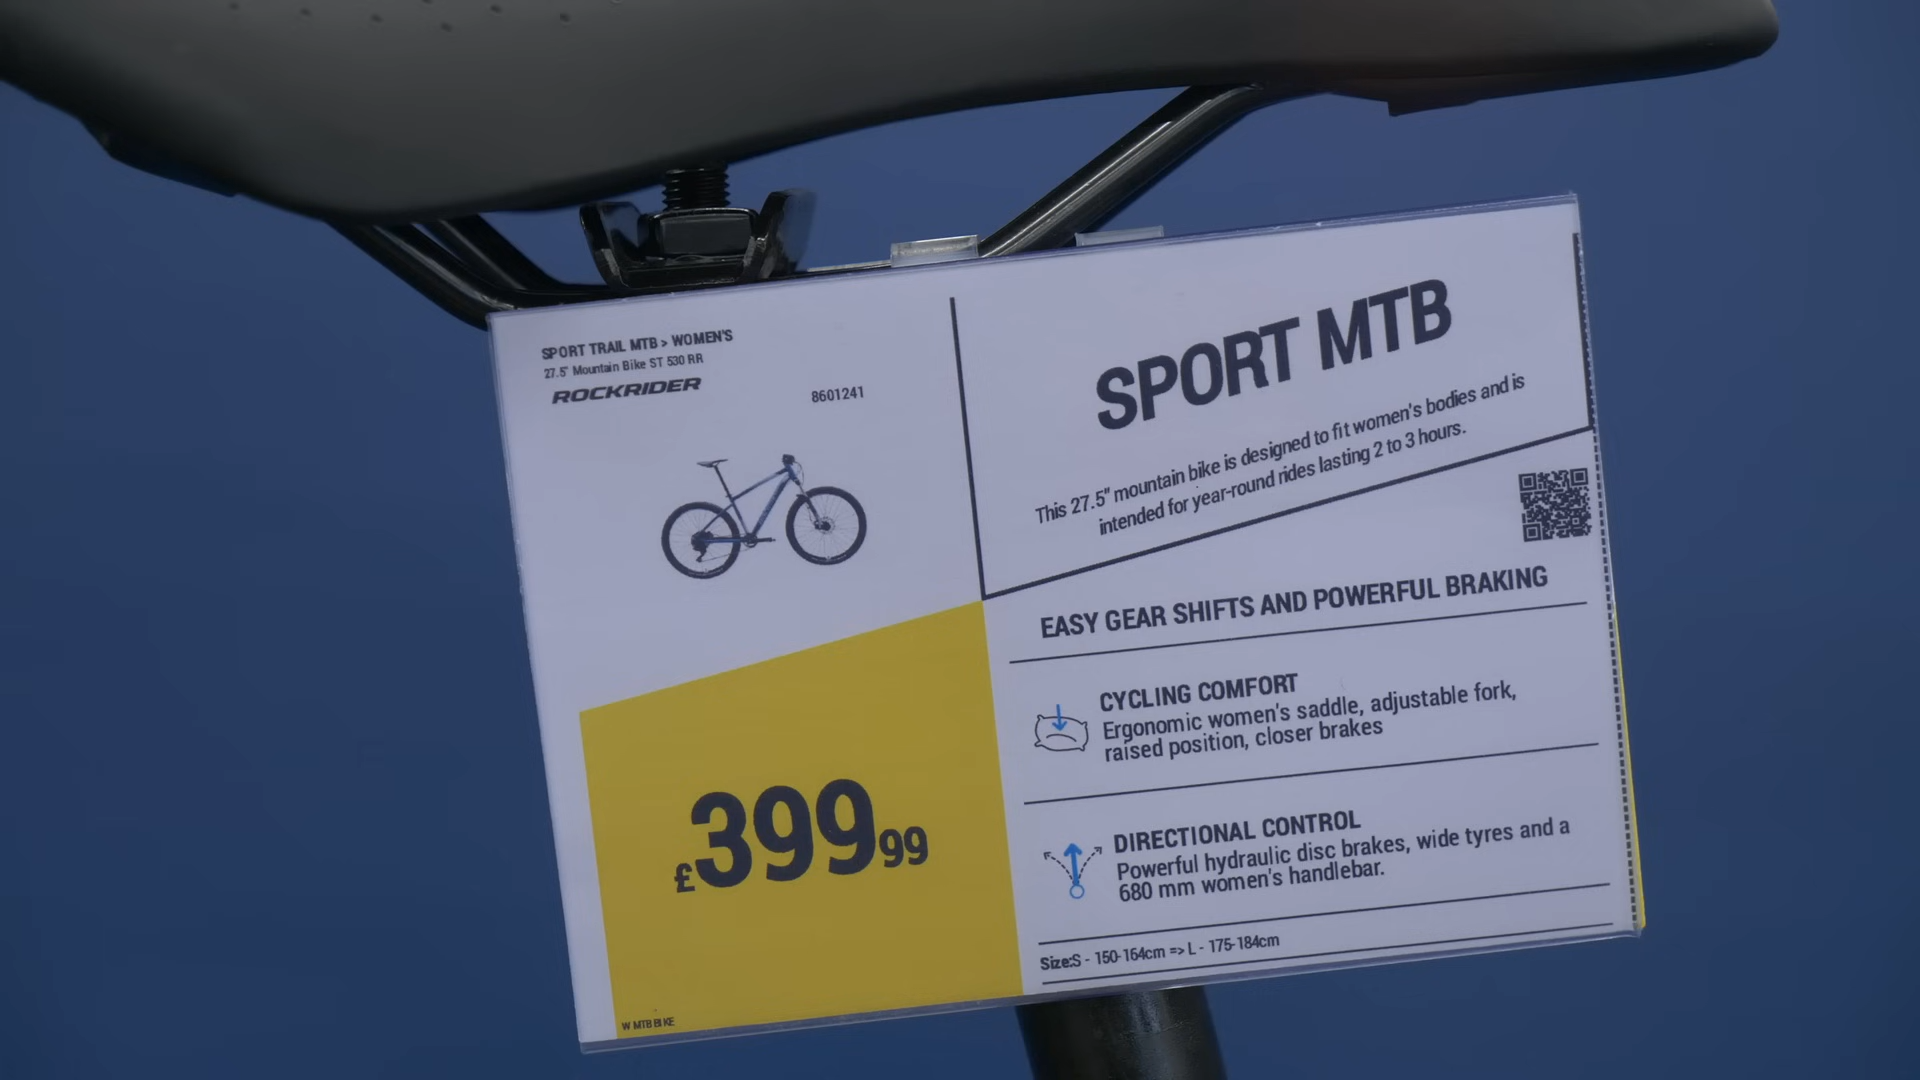 SPORT TRAIL MTB > WOMEN'S
27.5" Mountain Bike ST 530 RR
ROCKRIDER
8601241
£39999
W MTB BIKE
SPORT MTB
This 27.5" mountain bike is designed to fit women's bodies and is
intended for year-round rides lasting 2 to 3 hours.
EASY GEAR SHIFTS AND POWERFUL BRAKING
CYCLING COMFORT
Ergonomic women's saddle, adjustable fork,
raised position, closer brakes
DIRECTIONAL CONTROL
Powerful hydraulic disc brakes, wide tyres and a
680 mm women's handlebar.
Size:S - 150-164cm => L - 175-184cm